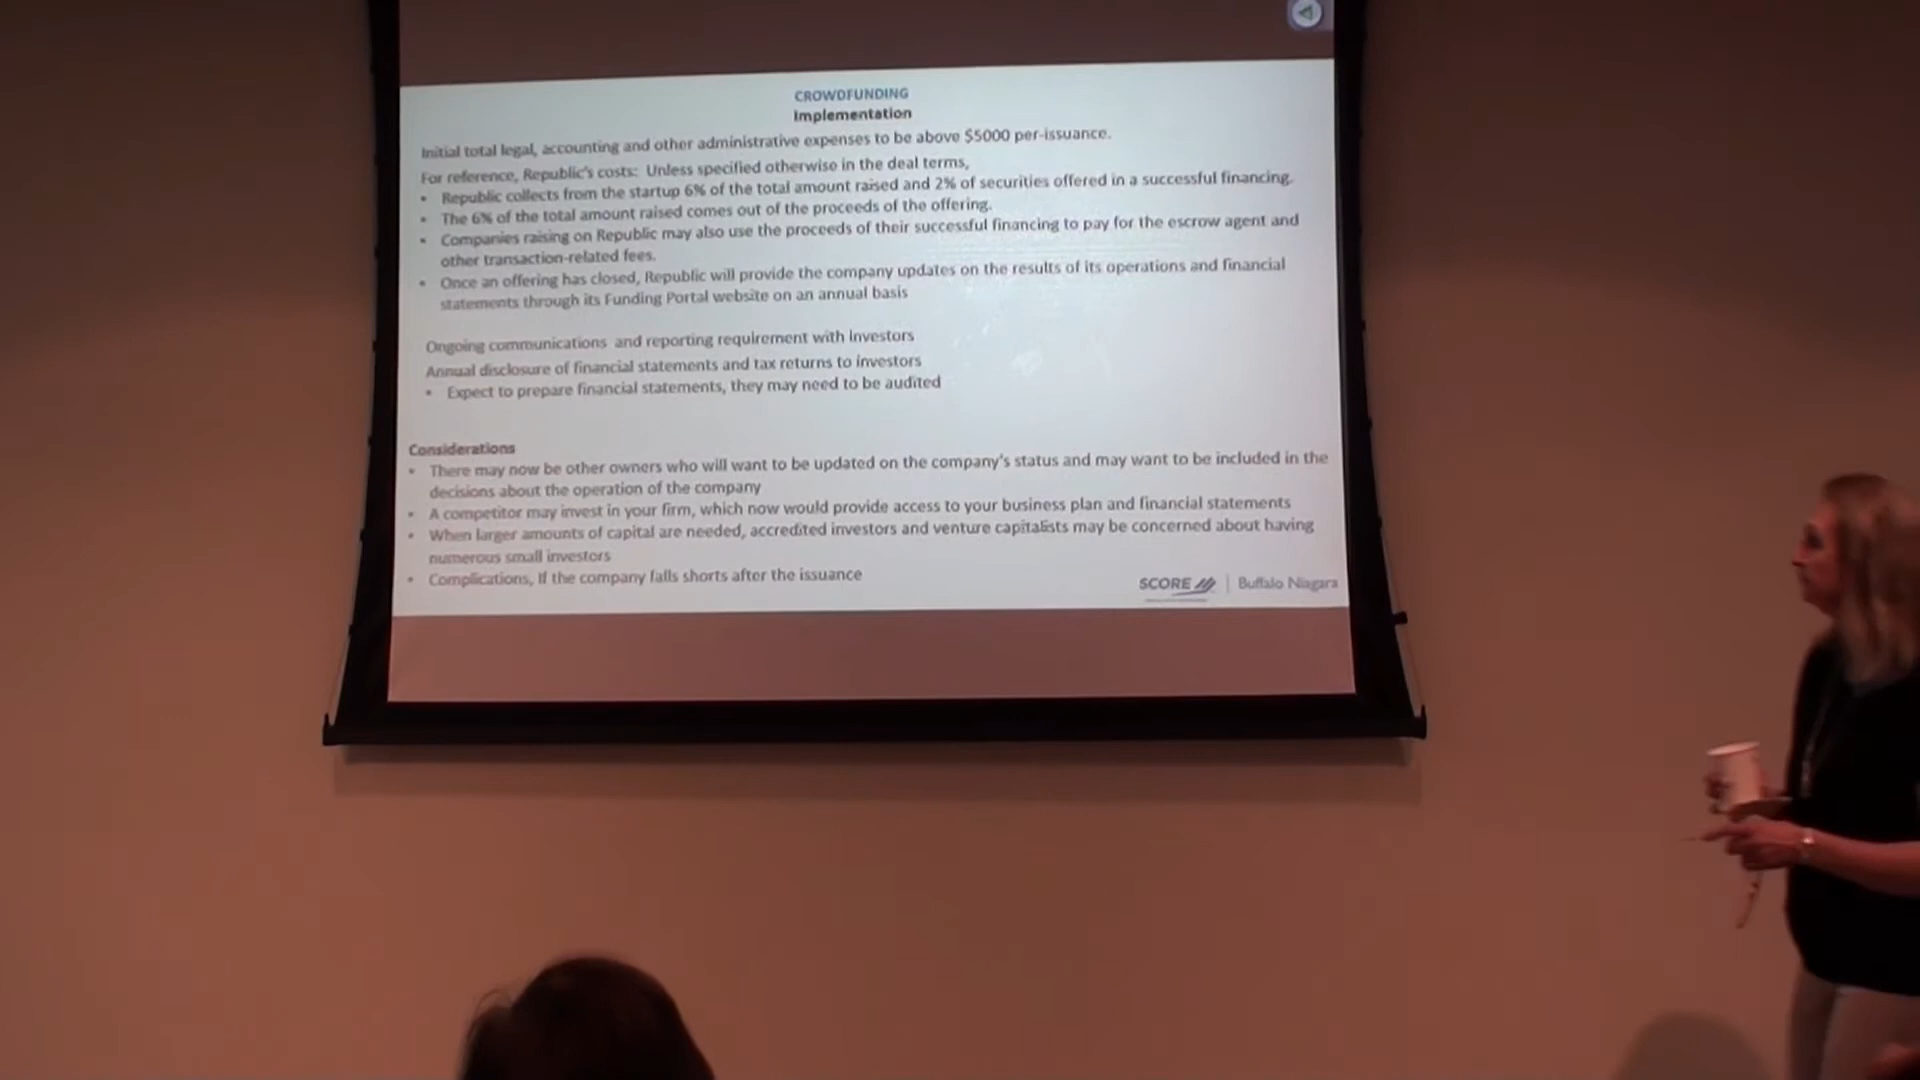 CROWDFUNDING
Implementation
Initial total legal, accounting and other administrative expenses to be above $5000 per-issuance.
For reference, Republic's costs: Unless specified otherwise in the deal terms,
• Republic collects from the startup 6% of the total amount raised and 2% of securities offered in a successful financing.
• The 6% of the total amount raised comes out of the proceeds of the offering.
• Companies raising on Republic may also use the proceeds of their successful financing to pay for the escrow agent and
other transaction-related fees.
• Once an offering has closed, Republic will provide the company updates on the results of its operations and financial
statements through its Funding Portal website on an annual basis
Ongoing communications and reporting requirement with investors
Annual disclosure of financial statements and tax returns to investors
• Expect to prepare financial statements, they may need to be audited
Considerations
• There may now be other owners who will want to be updated on the company's status and may want to be included in the
decisions about the operation of the company
• A competitor may invest in your firm, which now would provide access to your business plan and financial statements
• When larger amounts of capital are needed, accredited investors and venture capitalists may be concerned about having
numerous small investors
• Complications, If the company falls shorts after the issuance
SCORE | Buffalo Niagara